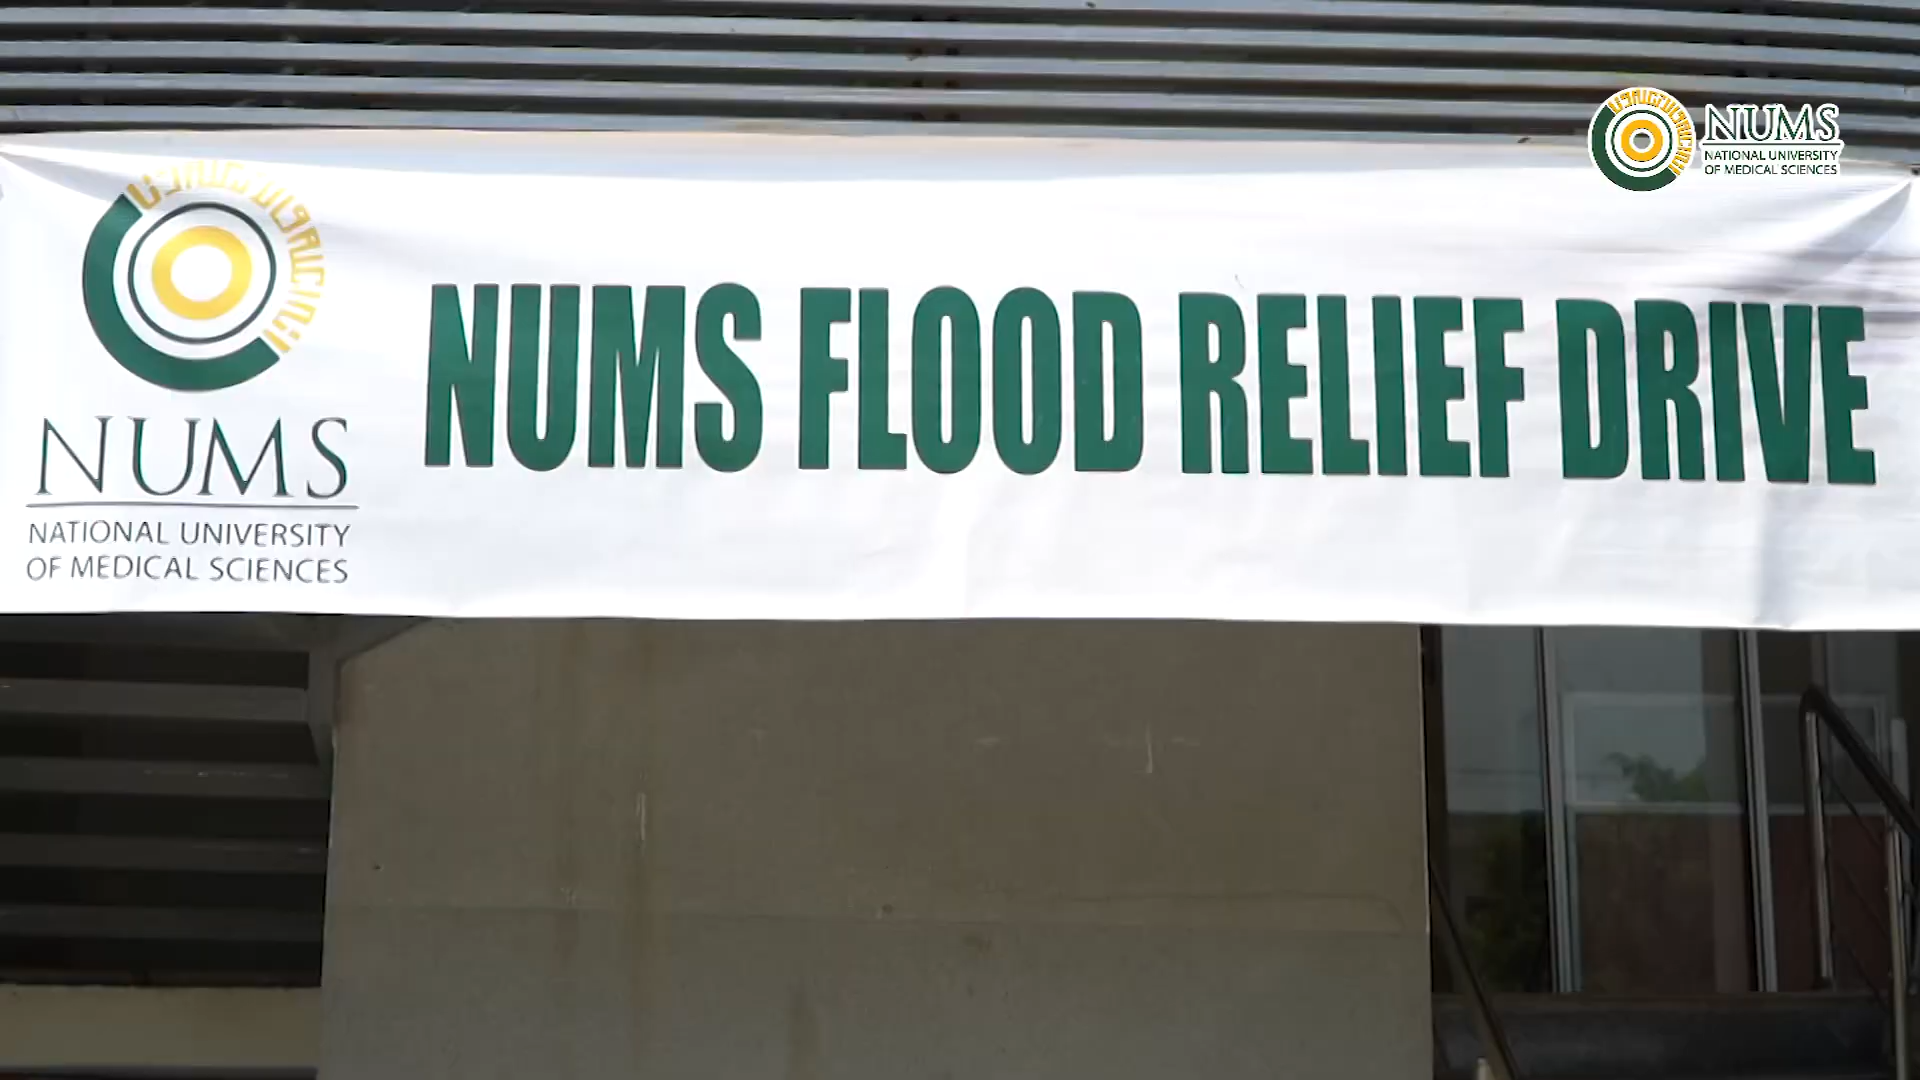 NUMS
NATIONAL UNIVERSITY
OF MEDICAL SCIENCES
NUMS FLOOD RELIEF DRIVE
NUMS
NATIONAL UNIVERSITY
OF MEDICAL SCIENCES